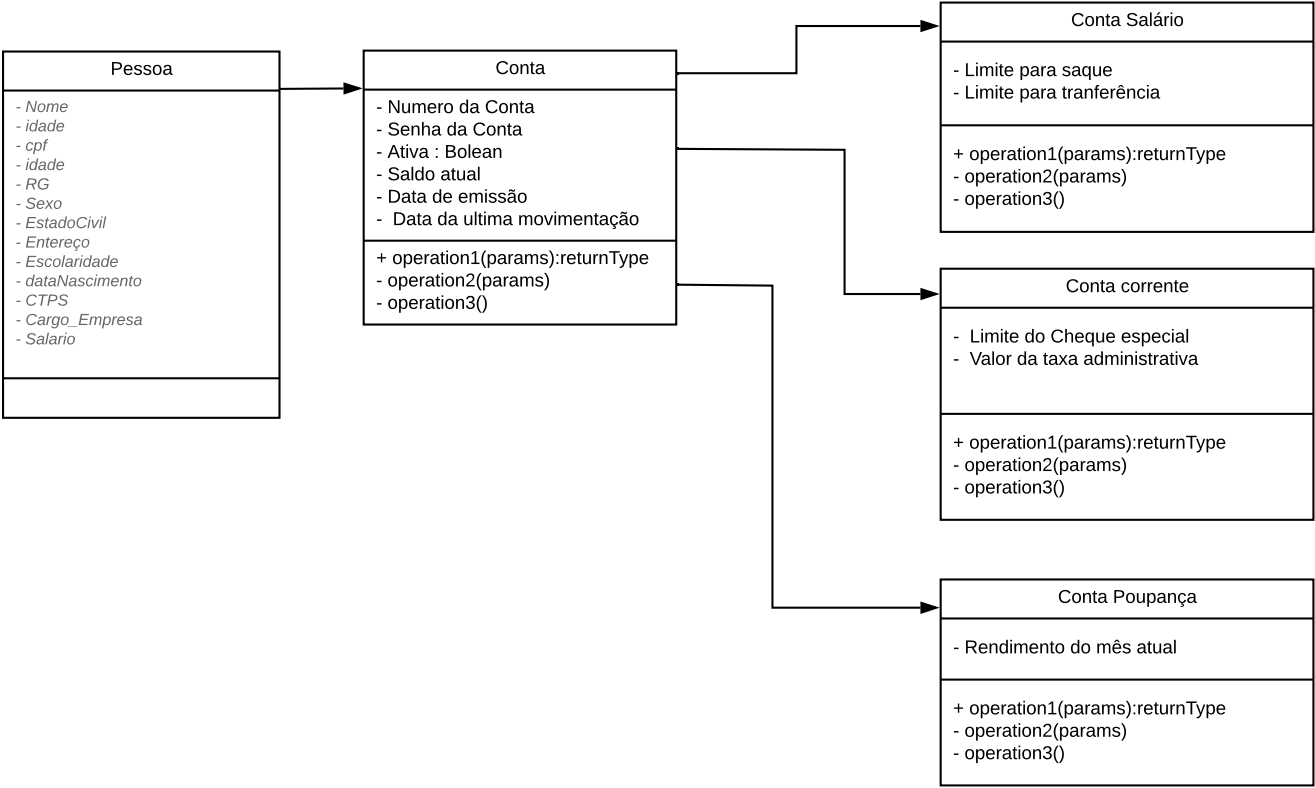 Pessoa
- Nome
- idade
- cpf
- idade
- RG
- Sexo
- EstadoCivil
- Entereço
- Escolaridade
- dataNascimento
- CTPS
- Cargo_Empresa
- Salario
Conta
- Numero da Conta
- Senha da Conta
- Ativa : Bolean
- Saldo atual
- Data de emissão
- Data da ultima movimentação
+ operation1(params):returnType
- operation2(params)
- operation3()
Conta Salário
- Limite para saque
- Limite para tranferência
+ operation1(params):returnType
- operation2(params)
- operation3()
Conta corrente
- Limite do Cheque especial
- Valor da taxa administrativa
+ operation1(params):returnType
- operation2(params)
- operation3()
Conta Poupança
- Rendimento do mês atual
+ operation1(params):returnType
- operation2(params)
- operation3()